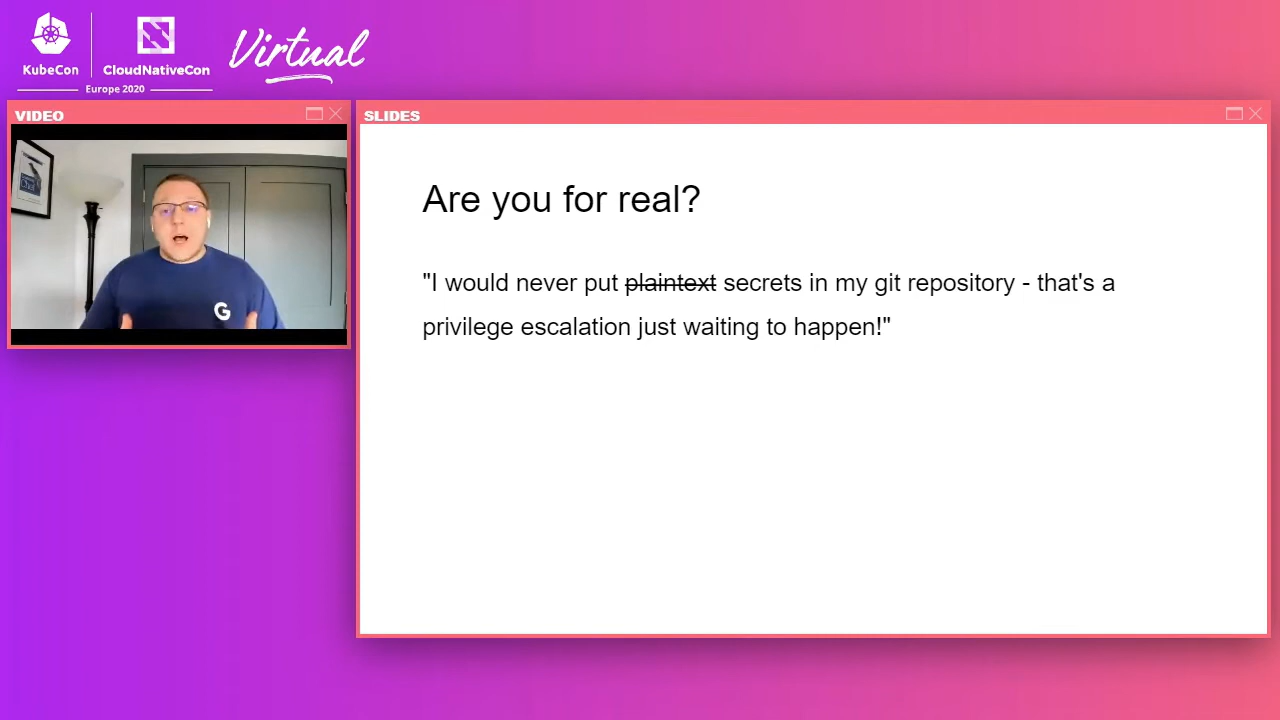 KubeCon
CloudNativeCon
Europe 2020
Virtual
VIDEO
Chef
G
SLIDES
Are you for real?
"I would never put plaintext secrets in my git repository - that's a
privilege escalation just waiting to happen!"